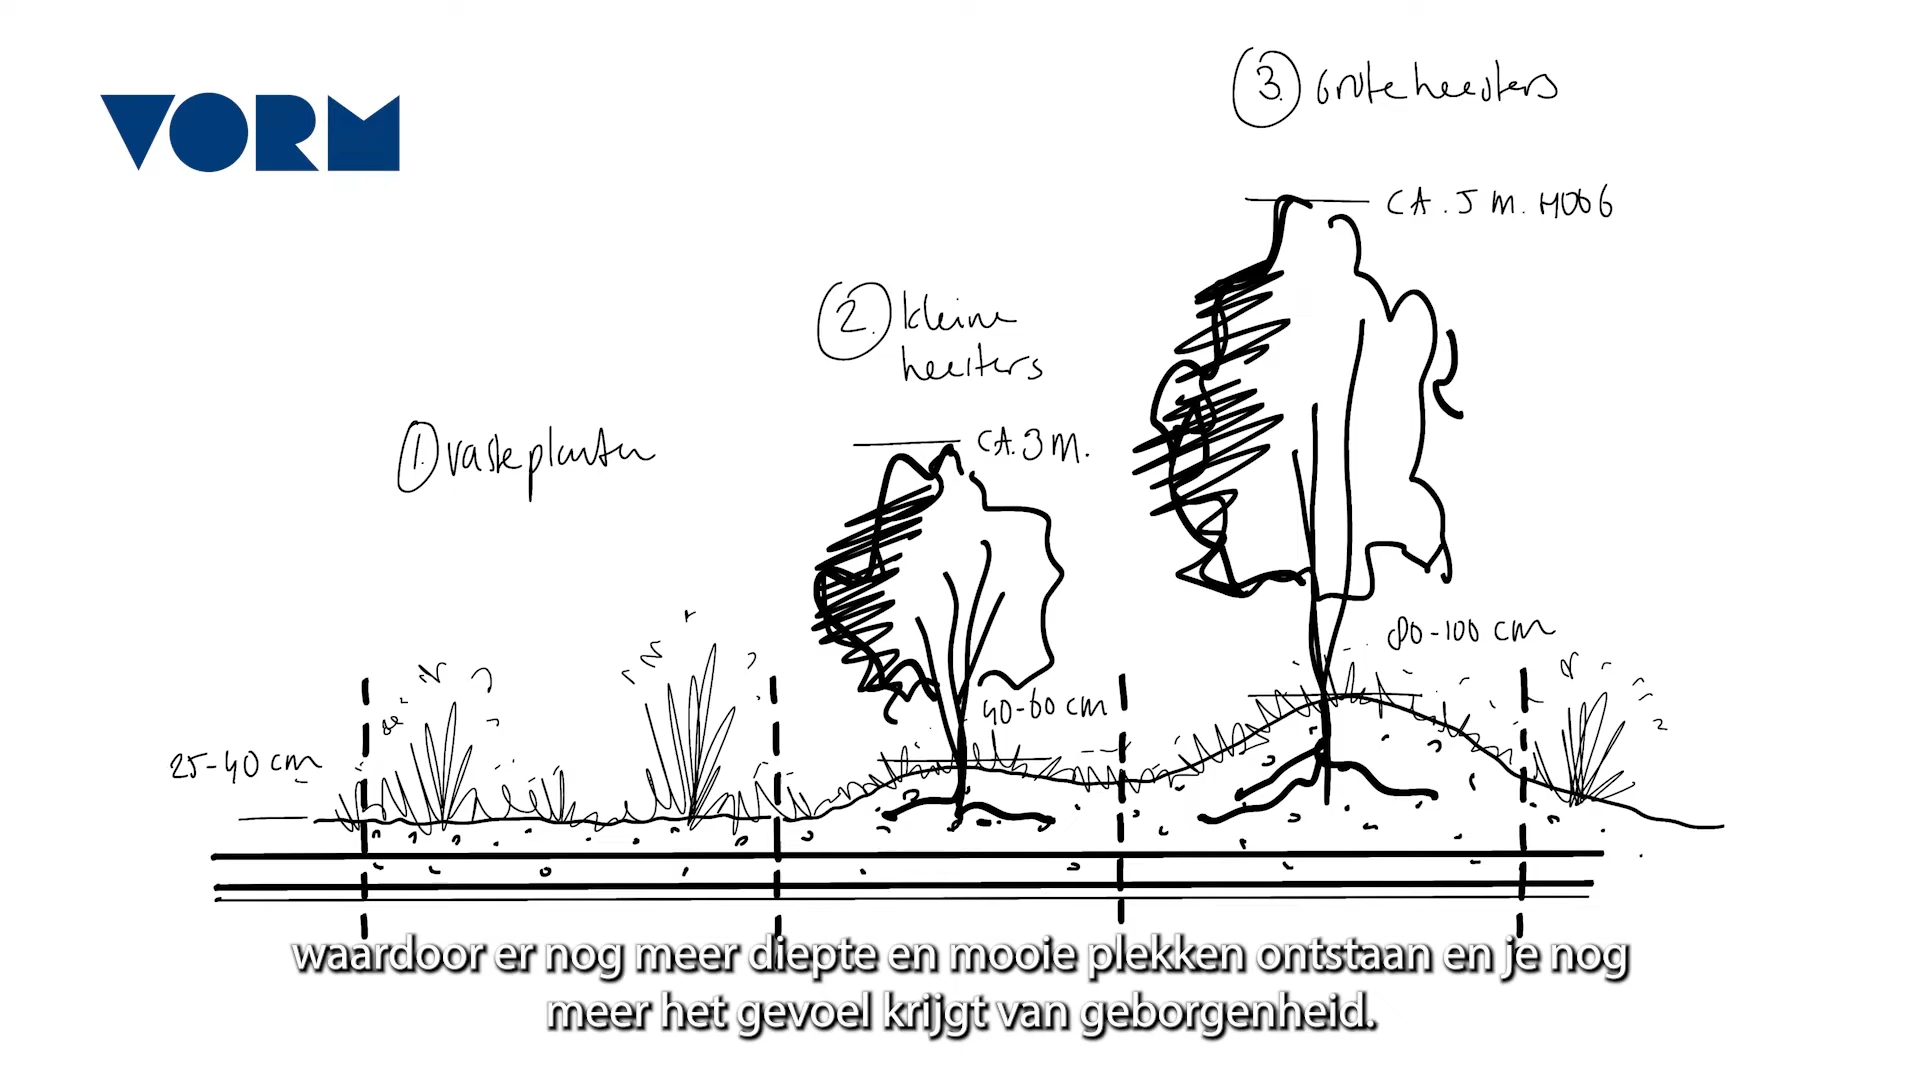 VORM
3. Grote heesters
CA. 5 M. HOOG
2. kleine
heesters
CA. 3 M.
1. vaste planten
80-100 cm
40-60 cm
25-40 cm
waardoor er nog meer diepte en mooie plekken ontstaan en je nog
meer het gevoel krijgt van geborgenheid.